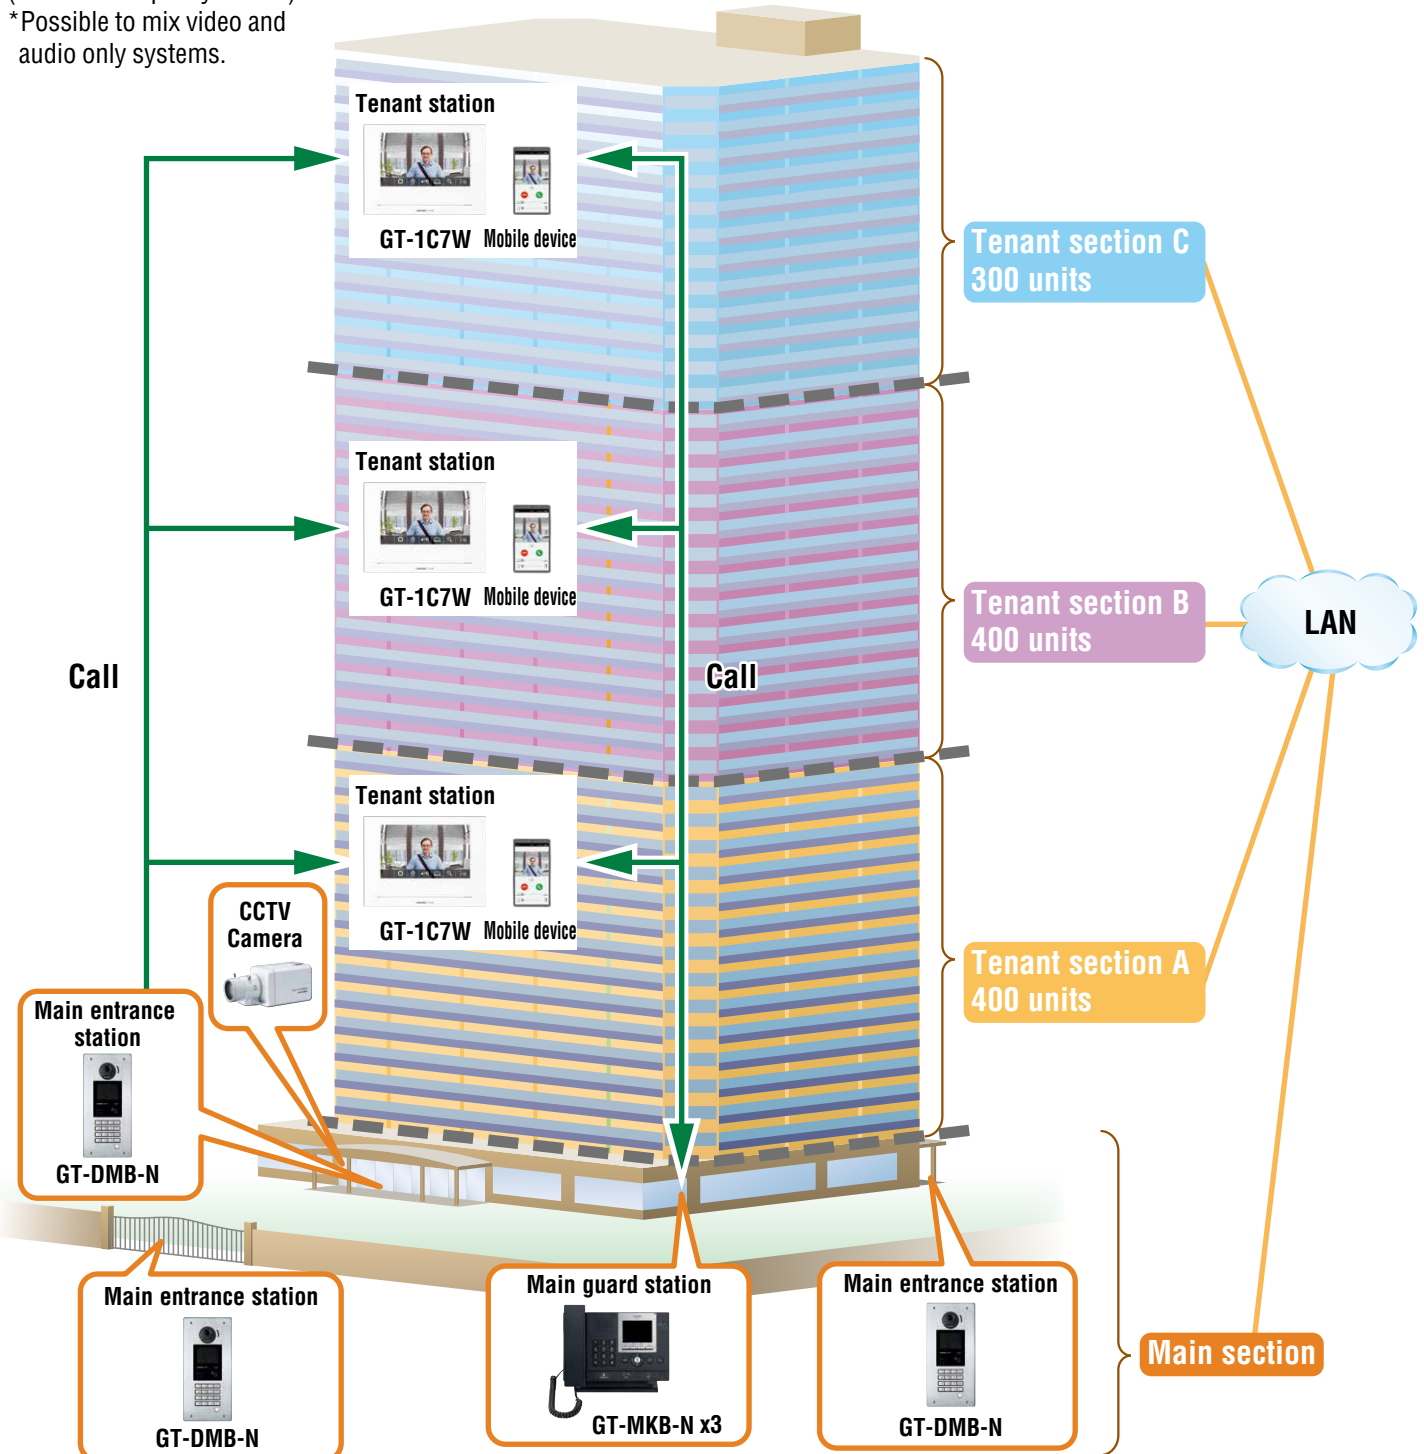 *Possible to mix video and
audio only systems.
Tenant station
GT-1C7W Mobile device
Tenant section C
300 units
Tenant station
GT-1C7W Mobile device
Tenant section B
400 units
LAN
Call
Call
Tenant station
GT-1C7W Mobile device
CCTV
Camera
Tenant section A
400 units
Main entrance
station
GT-DMB-N
Main entrance station
GT-DMB-N
Main guard station
GT-MKB-N x3
Main entrance station
GT-DMB-N
Main section